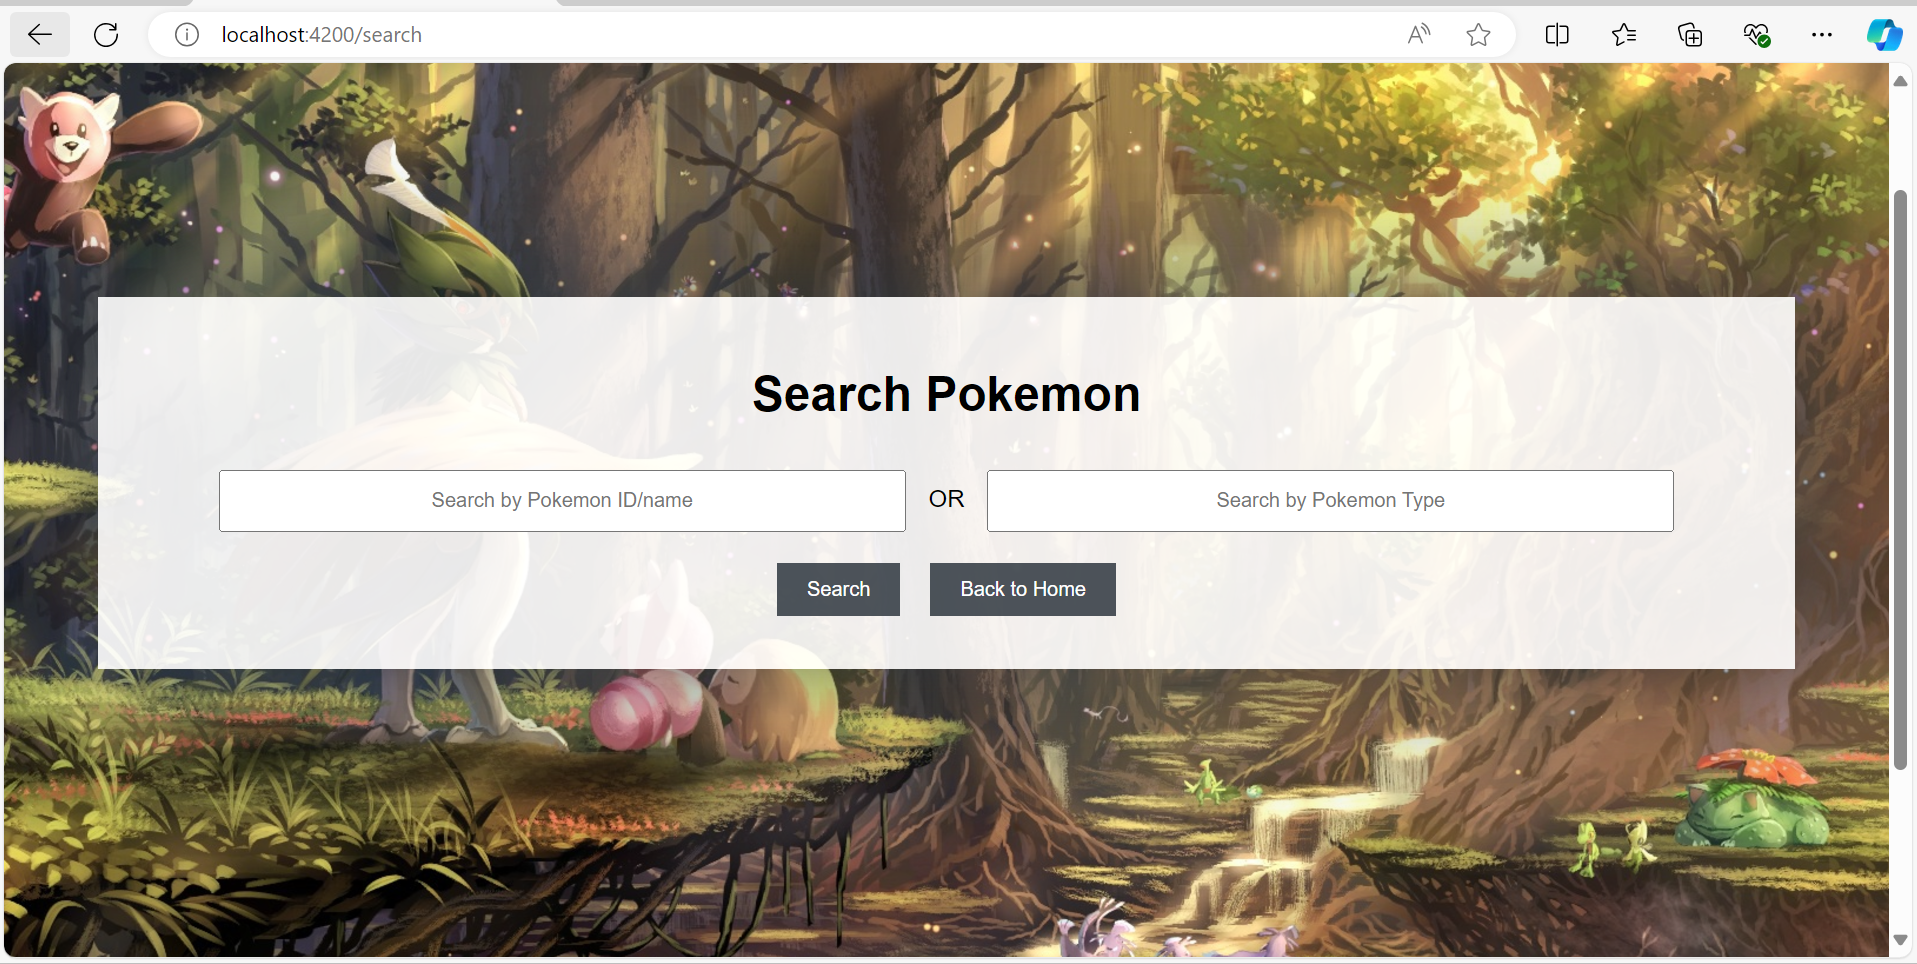 localhost:4200/search
Search Pokemon
Search by Pokemon ID/name OR Search by Pokemon Type
Search Back to Home